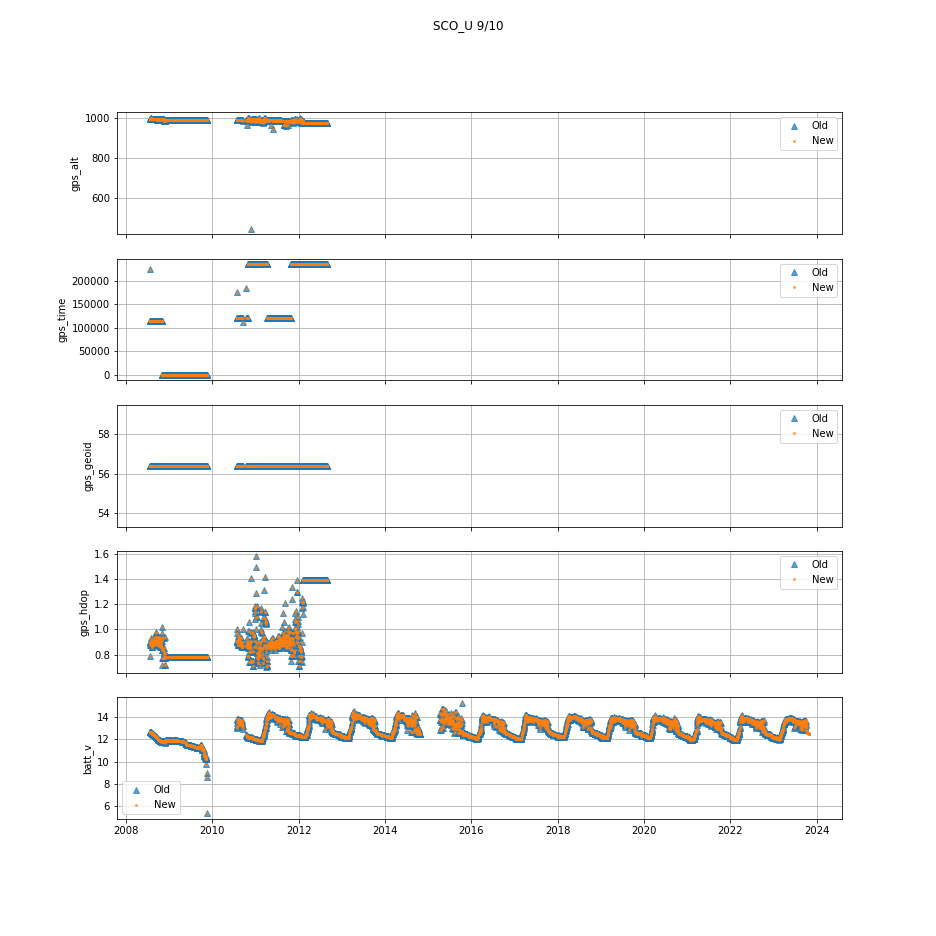 SCO_U 9/10
1000
800
600
gps_alt
Old
New
200000
150000
100000
50000
0
gps_time
Old
New
58
56
54
gps_geoid
Old
New
1.6
1.4
1.2
1.0
0.8
gps_hdop
Old
New
14
12
10
8
6
batt_v
Old
New
2008 2010 2012 2014 2016 2018 2020 2022 2024